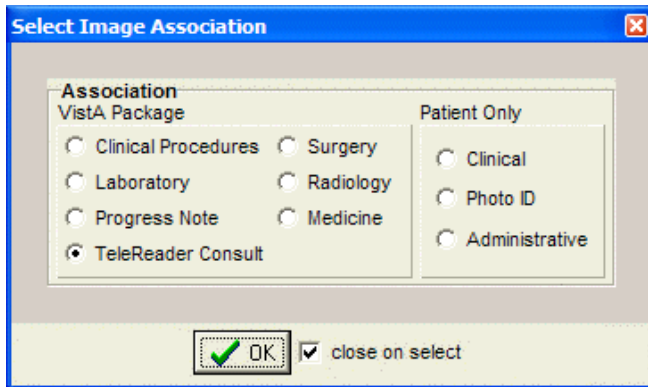 Select Image Association
Association
VistA Package
Patient Only
Clinical Procedures
Surgery
Laboratory
Radiology
Progress Note
Medicine
TeleReader Consult
Clinical
Photo ID
Administrative
OK
close on select